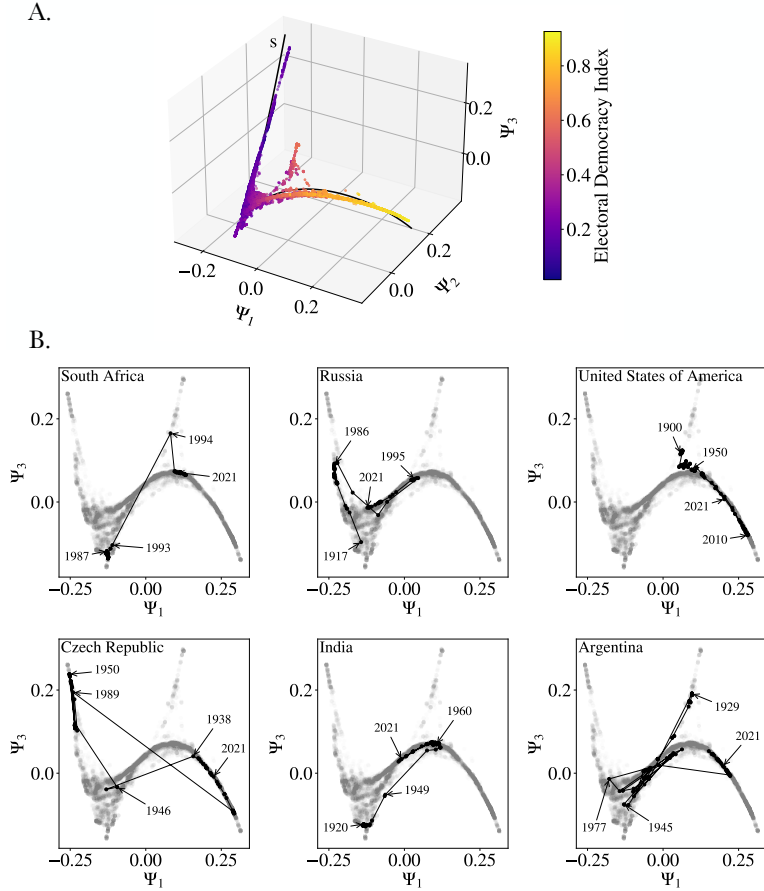 A.
s
0.2
0.0
Ψ3
−0.2
0.0
0.2
Ψ1
0.0
0.2
Ψ2
0.8
0.6
0.4
0.2
Electoral Democracy Index
B.
South Africa
1994
2021
1993
1987
0.2
0.0
Ψ3
−0.25 0.00 0.25
Ψ1
Russia
1986
1995
2021
1917
−0.25 0.00 0.25
Ψ1
United States of America
1900
1950
2021
2010
−0.25 0.00 0.25
Ψ1
Czech Republic
1950
1989
1938
2021
1946
0.2
0.0
Ψ3
−0.25 0.00 0.25
Ψ1
India
2021
1960
1949
1920
−0.25 0.00 0.25
Ψ1
Argentina
1929
2021
1977
1945
−0.25 0.00 0.25
Ψ1